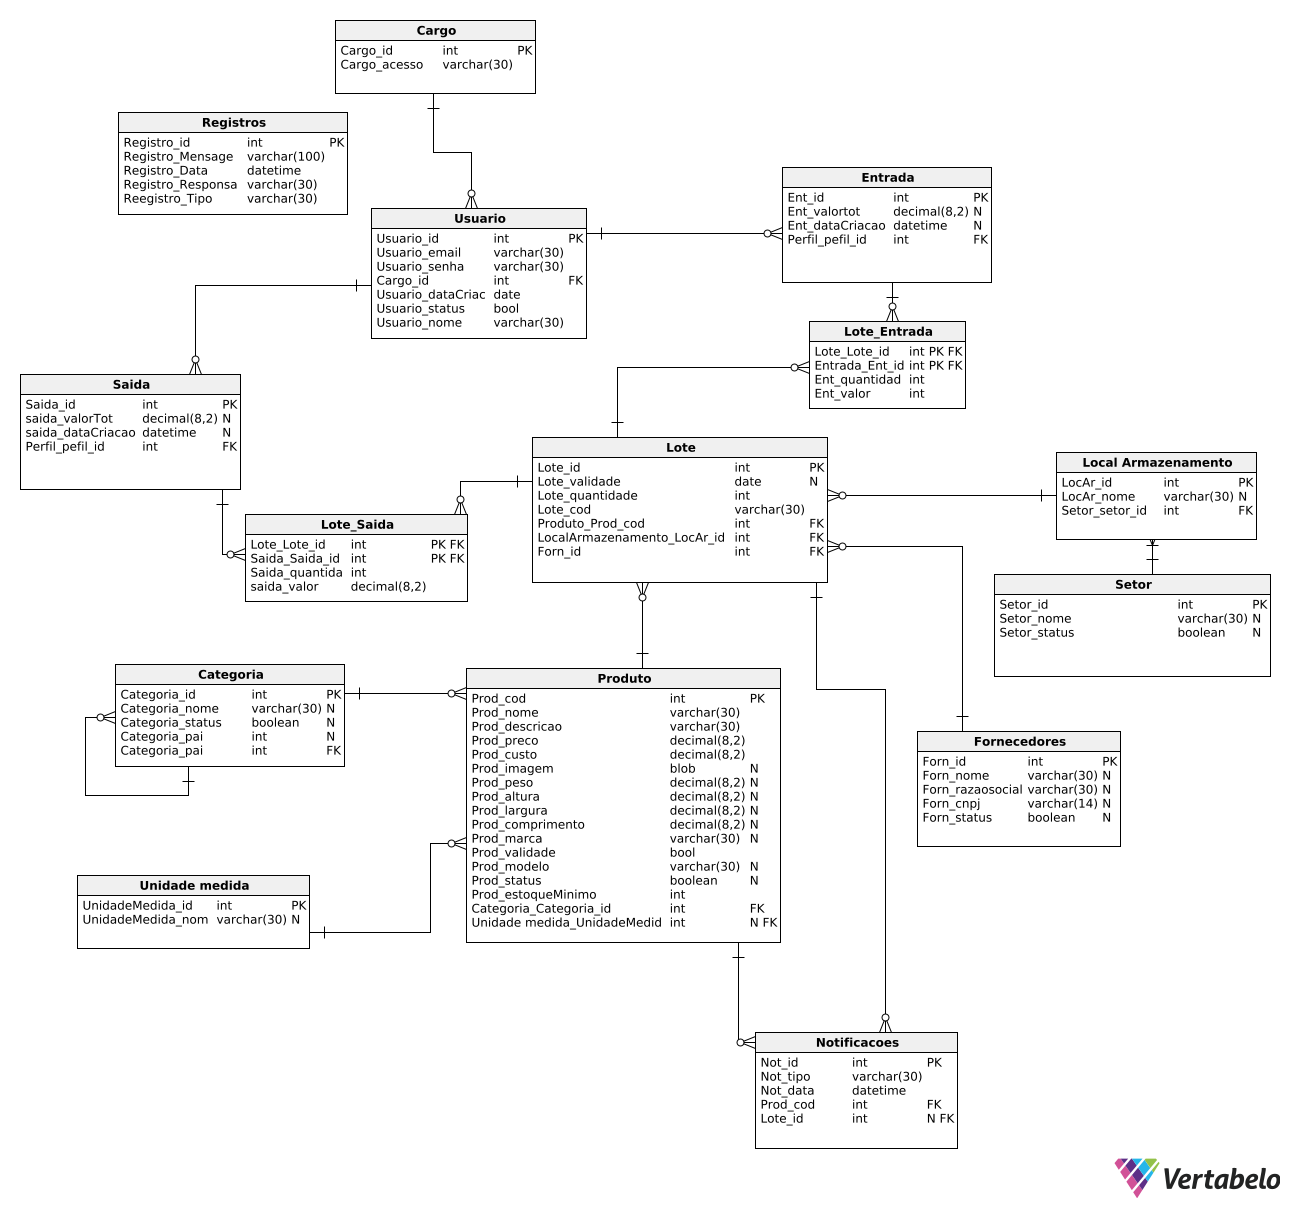 Cargo
Cargo_id int PK
Cargo_acesso varchar(30)
Registros
Registro_id int PK
Registro_Mensage varchar(100)
Registro_Data datetime
Registro_Responsa varchar(30)
Reegistro_Tipo varchar(30)
Entrada
Ent_id int PK
Ent_valortot decimal(8,2) N
Ent_dataCriacao datetime N
Perfil_pefil_id int FK
Usuario
Usuario_id int PK
Usuario_email varchar(30)
Usuario_senha varchar(30)
Cargo_id int FK
Usuario_dataCriac date
Usuario_status bool
Usuario_nome varchar(30)
Lote_Entrada
Lote_Lote_id int PK FK
Entrada_Ent_id int PK FK
Ent_quantidad int
Ent_valor int
Saida
Saida_id int PK
saida_valorTot decimal(8,2) N
saida_dataCriacao datetime N
Perfil_pefil_id int FK
Lote
Lote_id int PK
Lote_validade date N
Lote_quantidade int
Lote_cod varchar(30)
Produto_Prod_cod int FK
LocalArmazenamento_LocAr_id int FK
Forn_id int FK
Local Armazenamento
LocAr_id int PK
LocAr_nome varchar(30) N
Setor_setor_id int FK
Lote_Saida
Lote_Lote_id int PK FK
Saida_Saida_id int PK FK
Saida_quantida int
saida_valor decimal(8,2)
Setor
Setor_id int PK
Setor_nome varchar(30) N
Setor_status boolean N
Categoria
Categoria_id int PK
Categoria_nome varchar(30) N
Categoria_status boolean N
Categoria_pai int N
Categoria_pai int FK
Produto
Prod_cod int PK
Prod_nome varchar(30)
Prod_descricao varchar(30)
Prod_preco decimal(8,2)
Prod_custo decimal(8,2)
Prod_imagem blob N
Prod_peso decimal(8,2) N
Prod_altura decimal(8,2) N
Prod_largura decimal(8,2) N
Prod_comprimento decimal(8,2) N
Prod_marca varchar(30) N
Prod_validade bool
Prod_modelo varchar(30) N
Prod_status boolean N
Prod_estoqueMinimo int
Categoria_Categoria_id int FK
Unidade medida_UnidadeMedid int N FK
Fornecedores
Forn_id int PK
Forn_nome varchar(30) N
Forn_razaosocial varchar(30) N
Forn_cnpj varchar(14) N
Forn_status boolean N
Unidade medida
UnidadeMedida_id int PK
UnidadeMedida_nom varchar(30) N
Notificacoes
Not_id int PK
Not_tipo varchar(30)
Not_data datetime
Prod_cod int FK
Lote_id int N FK
Vertabelo